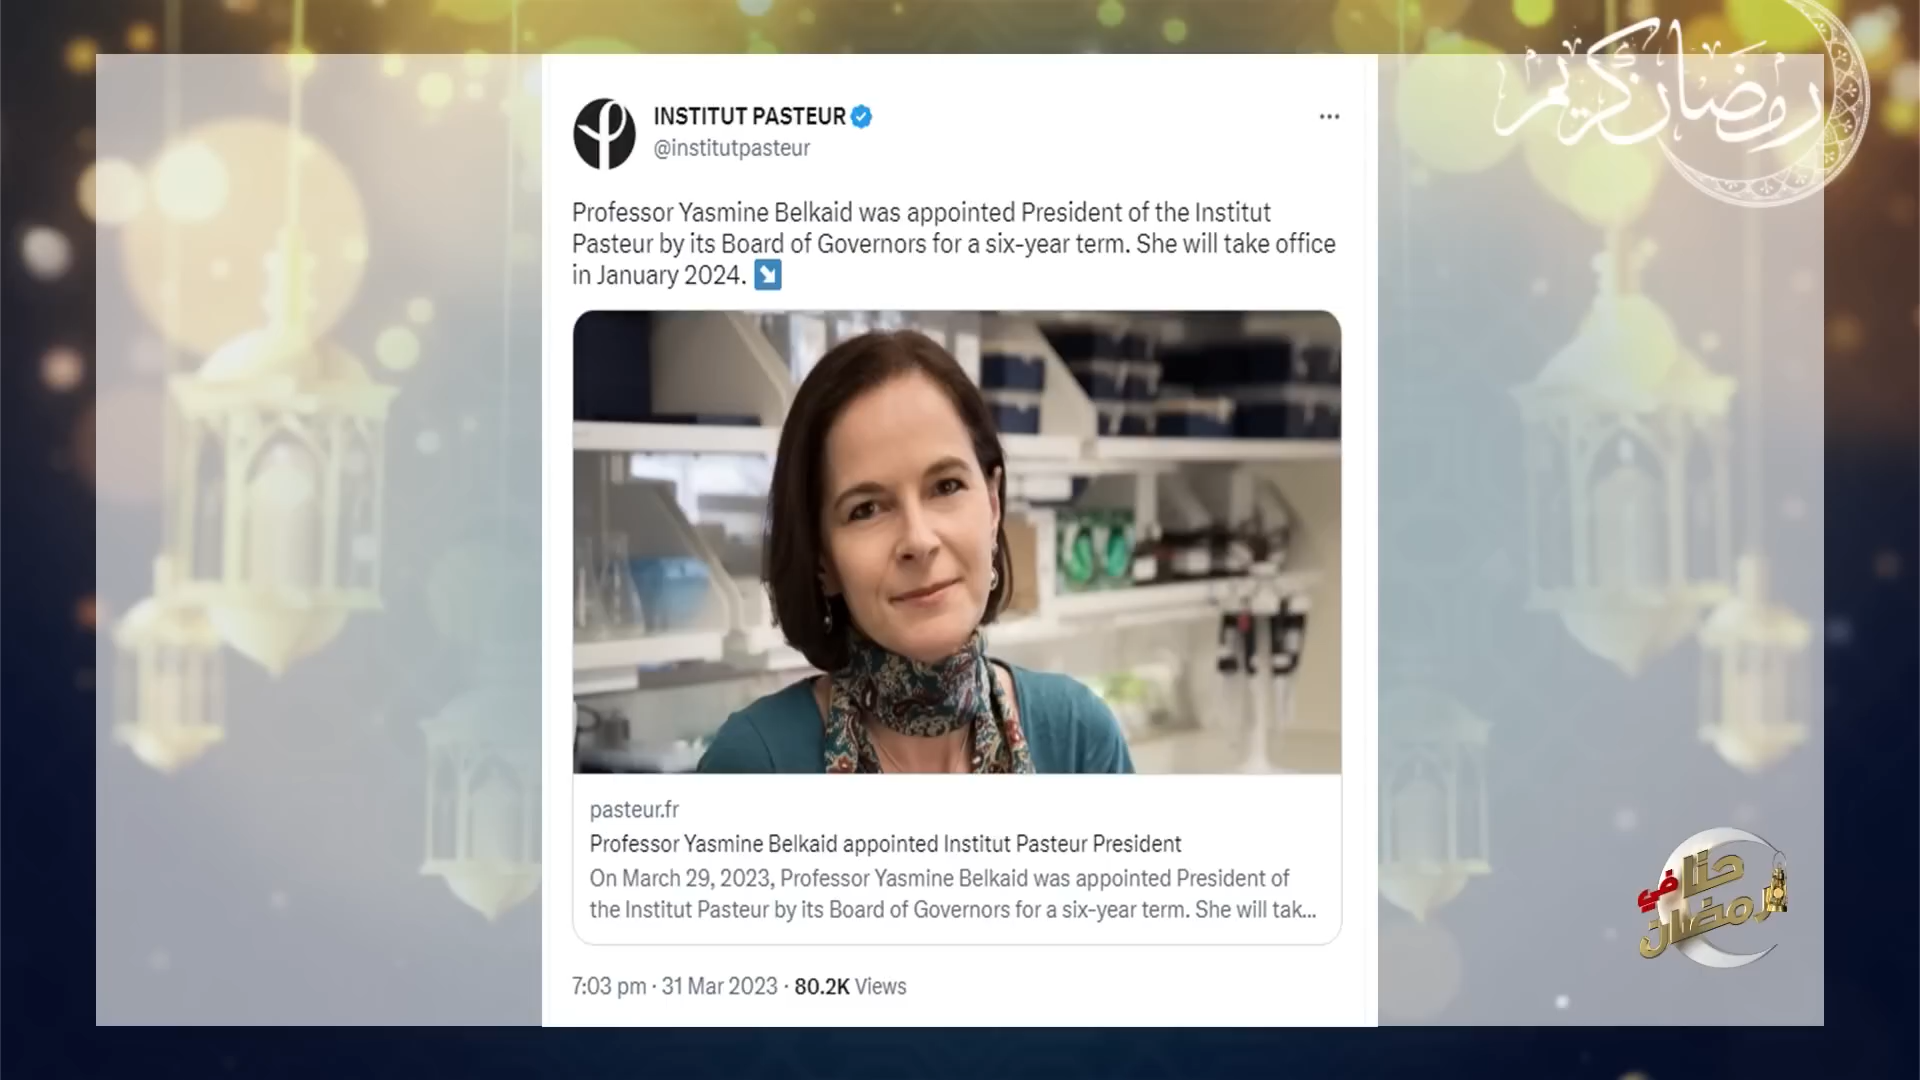 رمضان كريم
INSTITUT PASTEUR
@institutpasteur
Professor Yasmine Belkaid was appointed President of the Institut
Pasteur by its Board of Governors for a six-year term. She will take office
in January 2024.
pasteur.fr
Professor Yasmine Belkaid appointed Institut Pasteur President
On March 29, 2023, Professor Yasmine Belkaid was appointed President of
the Institut Pasteur by its Board of Governors for a six-year term. She will tak...
7:03 pm · 31 Mar 2023 · 80.2K Views
حنا في
رمضان